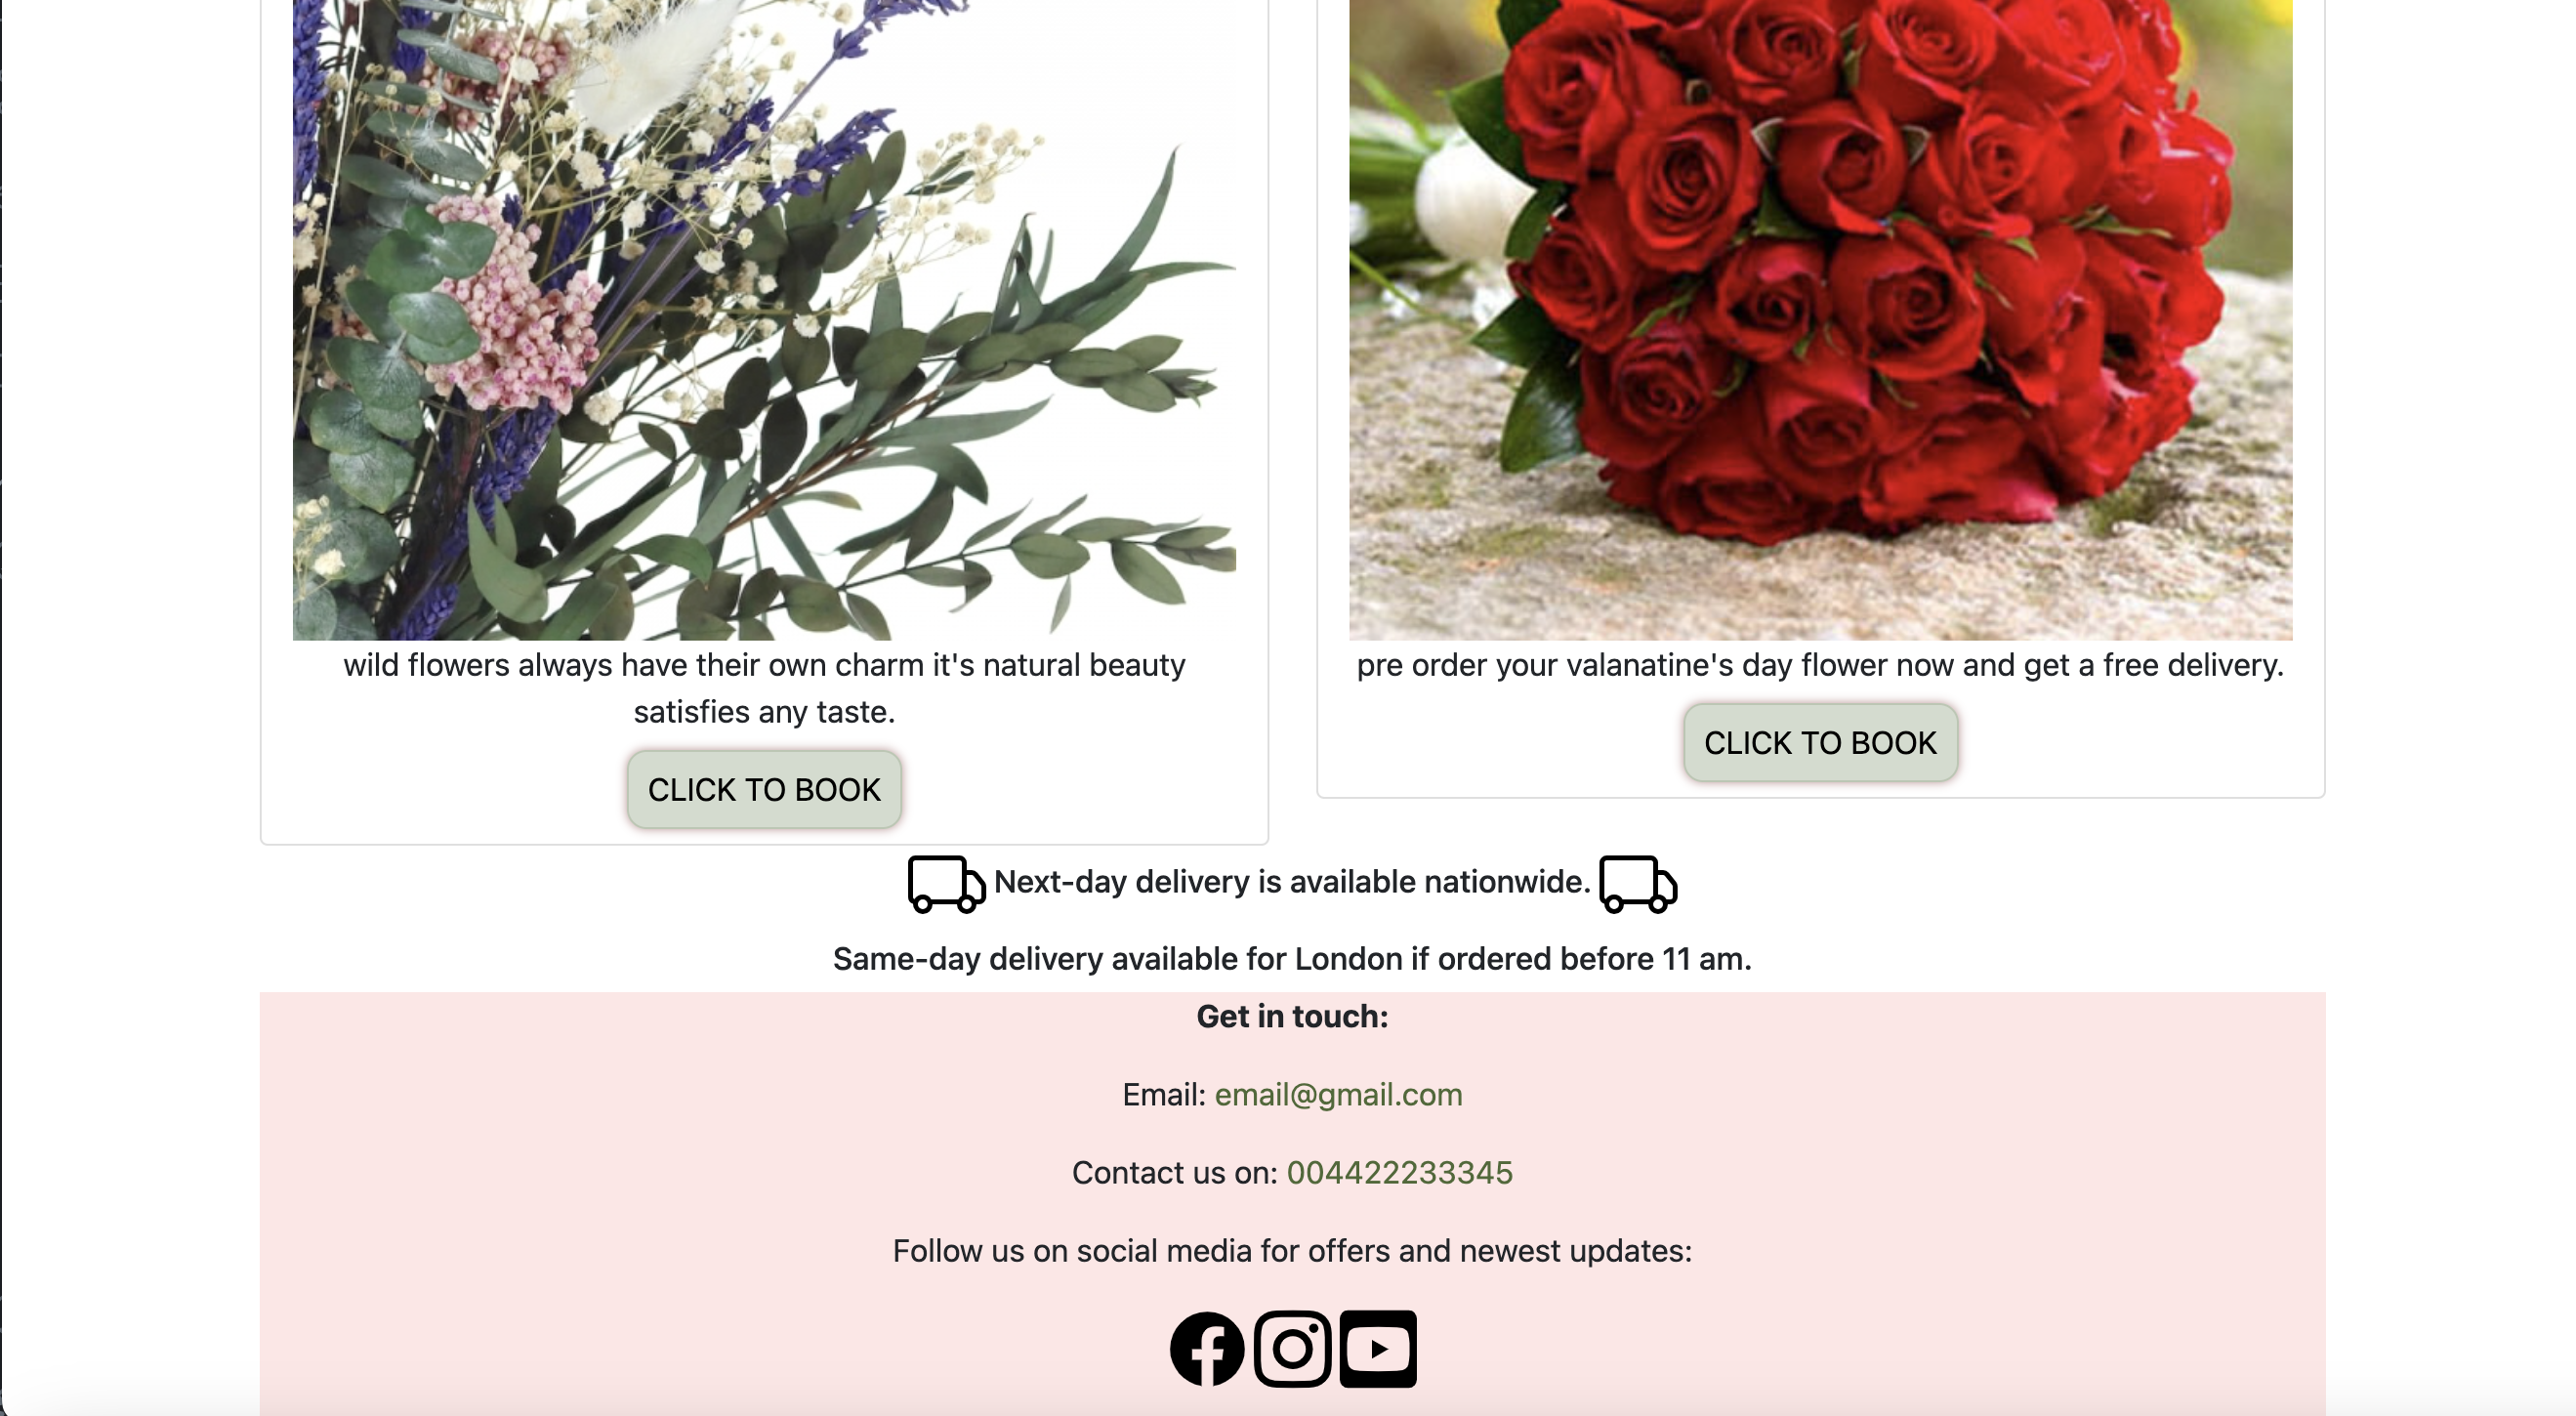 wild flowers always have their own charm it's natural beauty
satisfies any taste.
CLICK TO BOOK
pre order your valanatine's day flower now and get a free delivery.
CLICK TO BOOK
Next-day delivery is available nationwide.
Same-day delivery available for London if ordered before 11 am.
Get in touch:
Email: email@gmail.com
Contact us on: 004422233345
Follow us on social media for offers and newest updates: